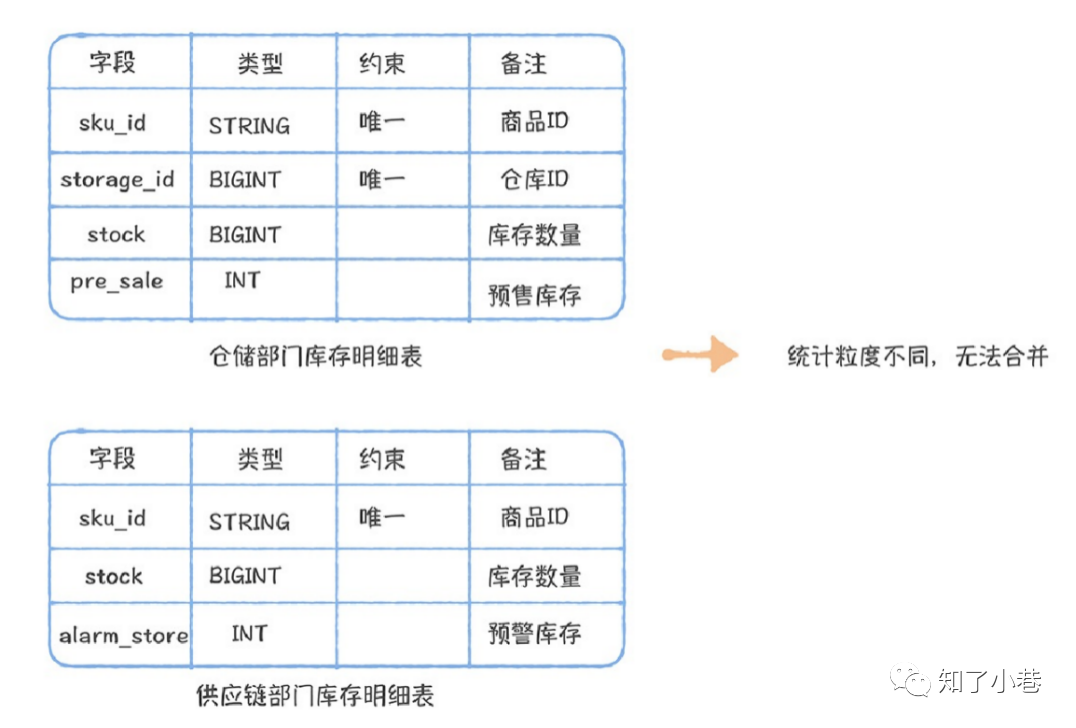 字段 类型 约束 备注
sku_id STRING 唯一 商品ID
storage_id BIGINT 唯一 仓库ID
stock BIGINT 库存数量
pre_sale INT 预售库存
仓储部门库存明细表
统计粒度不同，无法合并
字段 类型 约束 备注
sku_id STRING 唯一 商品ID
stock BIGINT 库存数量
alarm_store INT 预警库存
供应链部门库存明细表
知了小巷